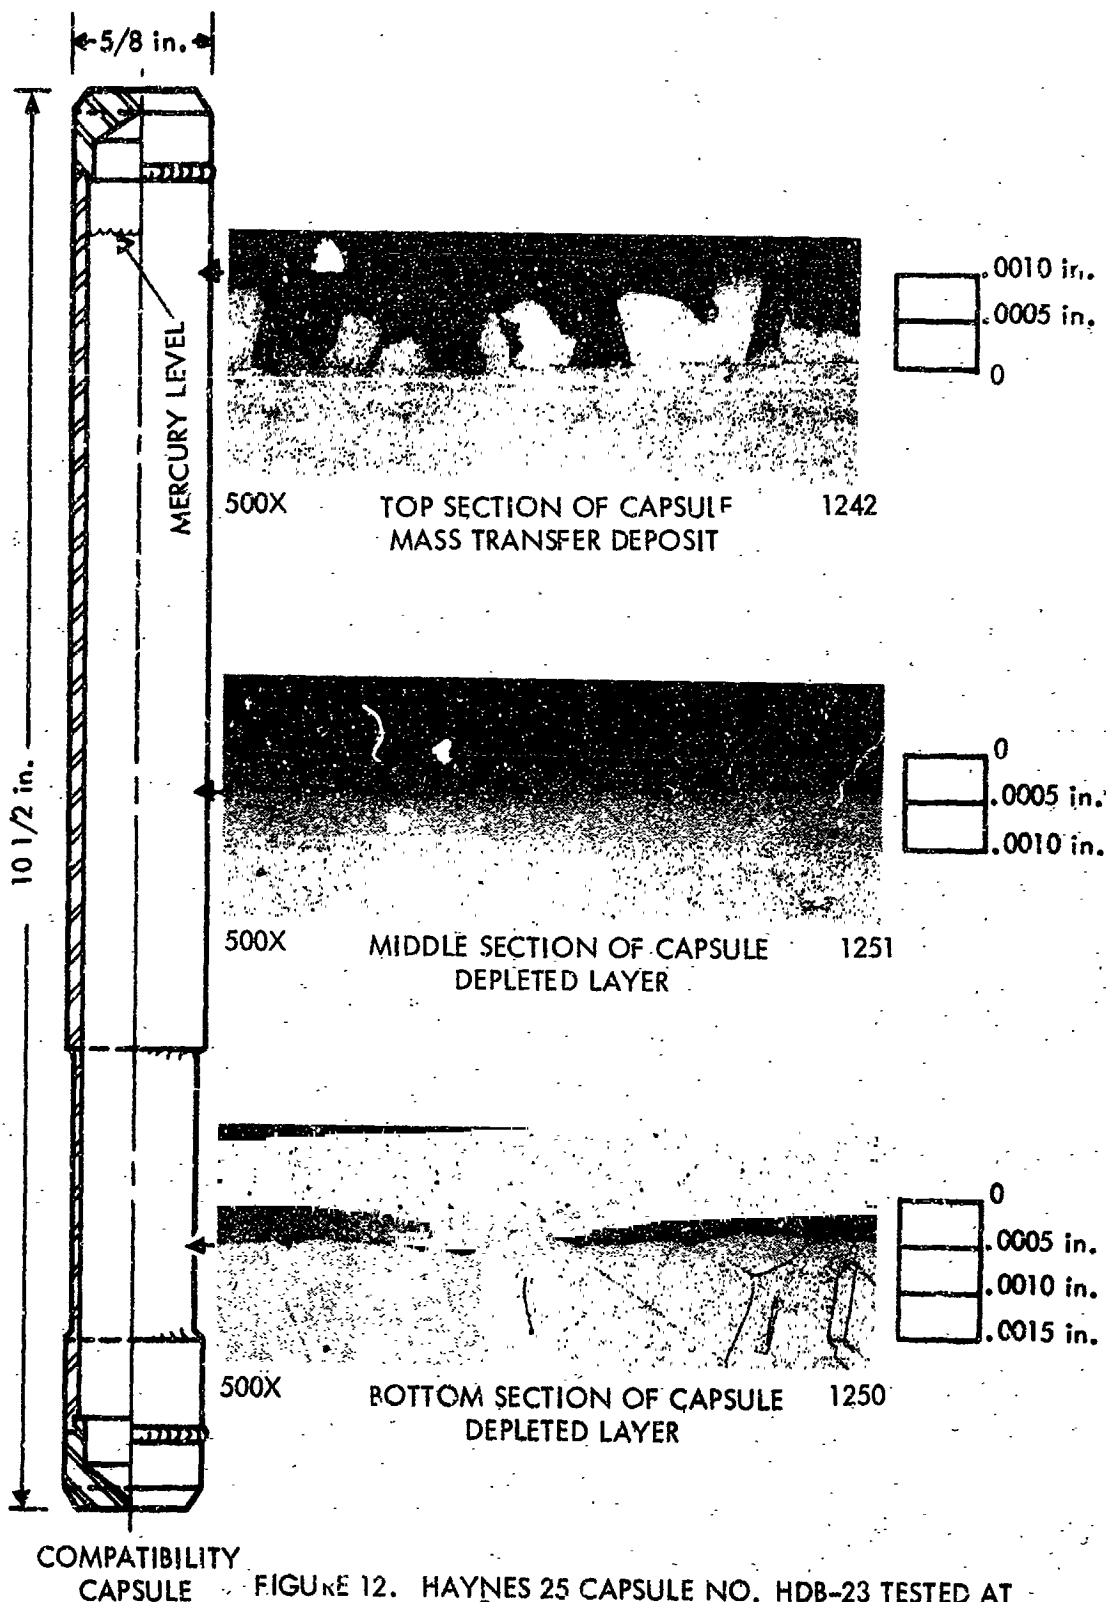 5/8 in.
10 1/2 in.
MERCURY LEVEL
.0010 in.
.0005 in.
0
500X TOP SECTION OF CAPSULE 1242
MASS TRANSFER DEPOSIT
0
.0005 in.
.0010 in.
500X MIDDLE SECTION OF CAPSULE 1251
DEPLETED LAYER
0
.0005 in.
.0010 in.
.0015 in.
500X BOTTOM SECTION OF CAPSULE 1250
DEPLETED LAYER
COMPATIBILITY
CAPSULE
FIGURE 12. HAYNES 25 CAPSULE NO. HDB-23 TESTED AT